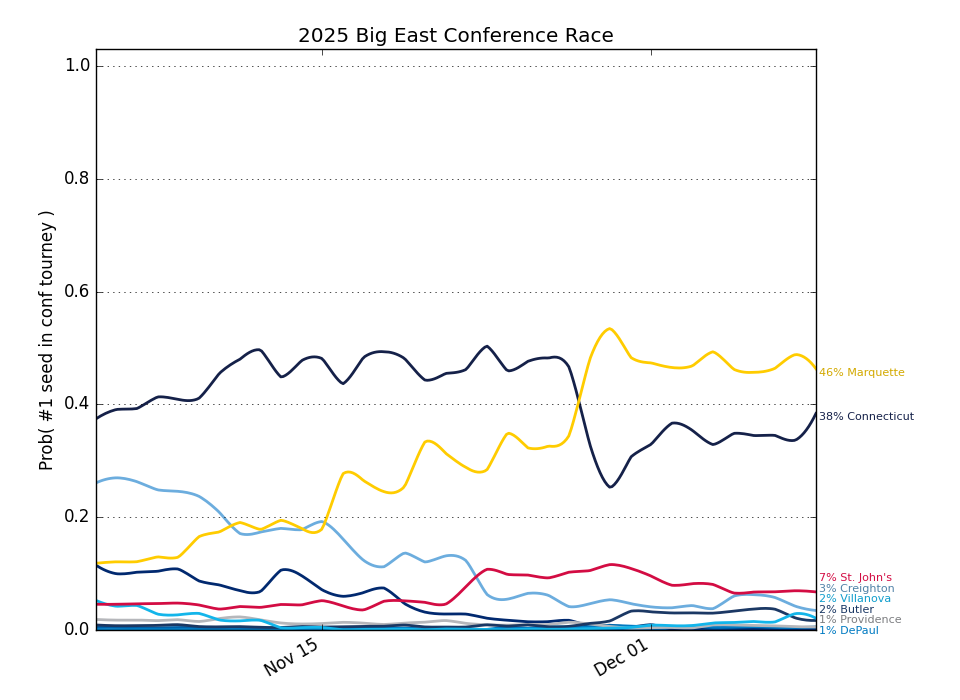 2025 Big East Conference Race
Prob( #1 seed in conf tourney )
1.0
0.8
0.6
0.4
0.2
0.0
Nov 15
Dec 01
46% Marquette
38% Connecticut
7% St. John's
3% Creighton
2% Villanova
2% Butler
1% Providence
1% DePaul